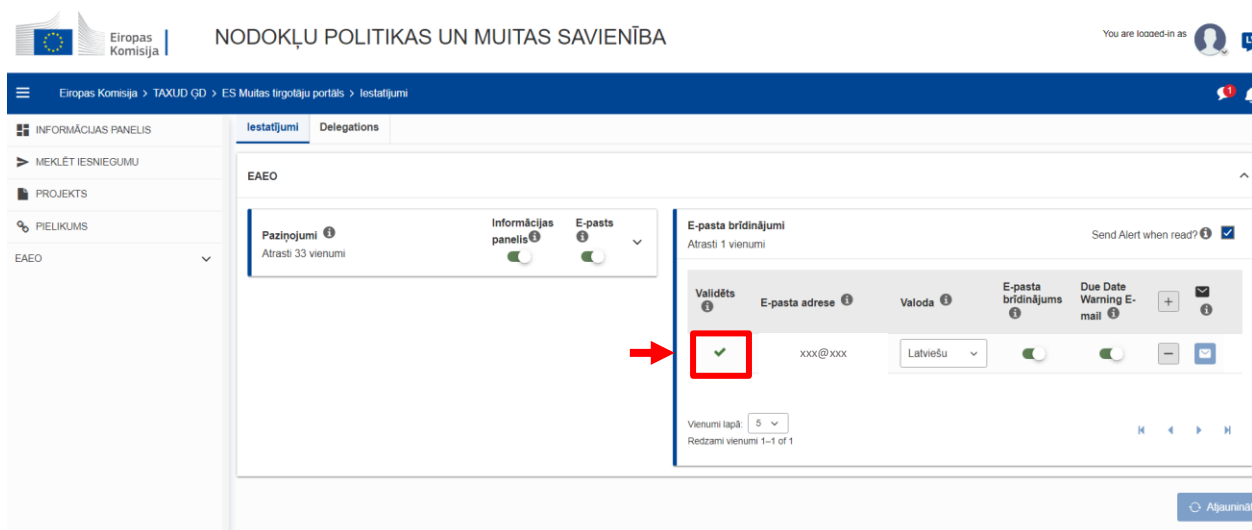 Eiropas
Komisija
NODOKĻU POLITIKAS UN MUITAS SAVIENĪBA
You are logged-in as
Eiropas Komisija > TAXUD ĢD > ES Muitas tirgotāju portāls > Iestatījumi
1
INFORMĀCIJAS PANELIS
MEKLĒT IESNIEGUMU
PROJEKTS
PIELIKUMS
EAEO
Iestatījumi Delegations
EAEO
Paziņojumi
Atrasti 33 vienumi
Informācijas
panelis
E-pasts
E-pasta brīdinājumi
Atrasti 1 vienumi
Send Alert when read?
Validēts
E-pasta adrese
Valoda
E-pasta
brīdinājums
Due Date
Warning E-
mail
xxx@xxx
Latviešu
Vienumi lapā: 5
Redzami vienumi 1–1 of 1